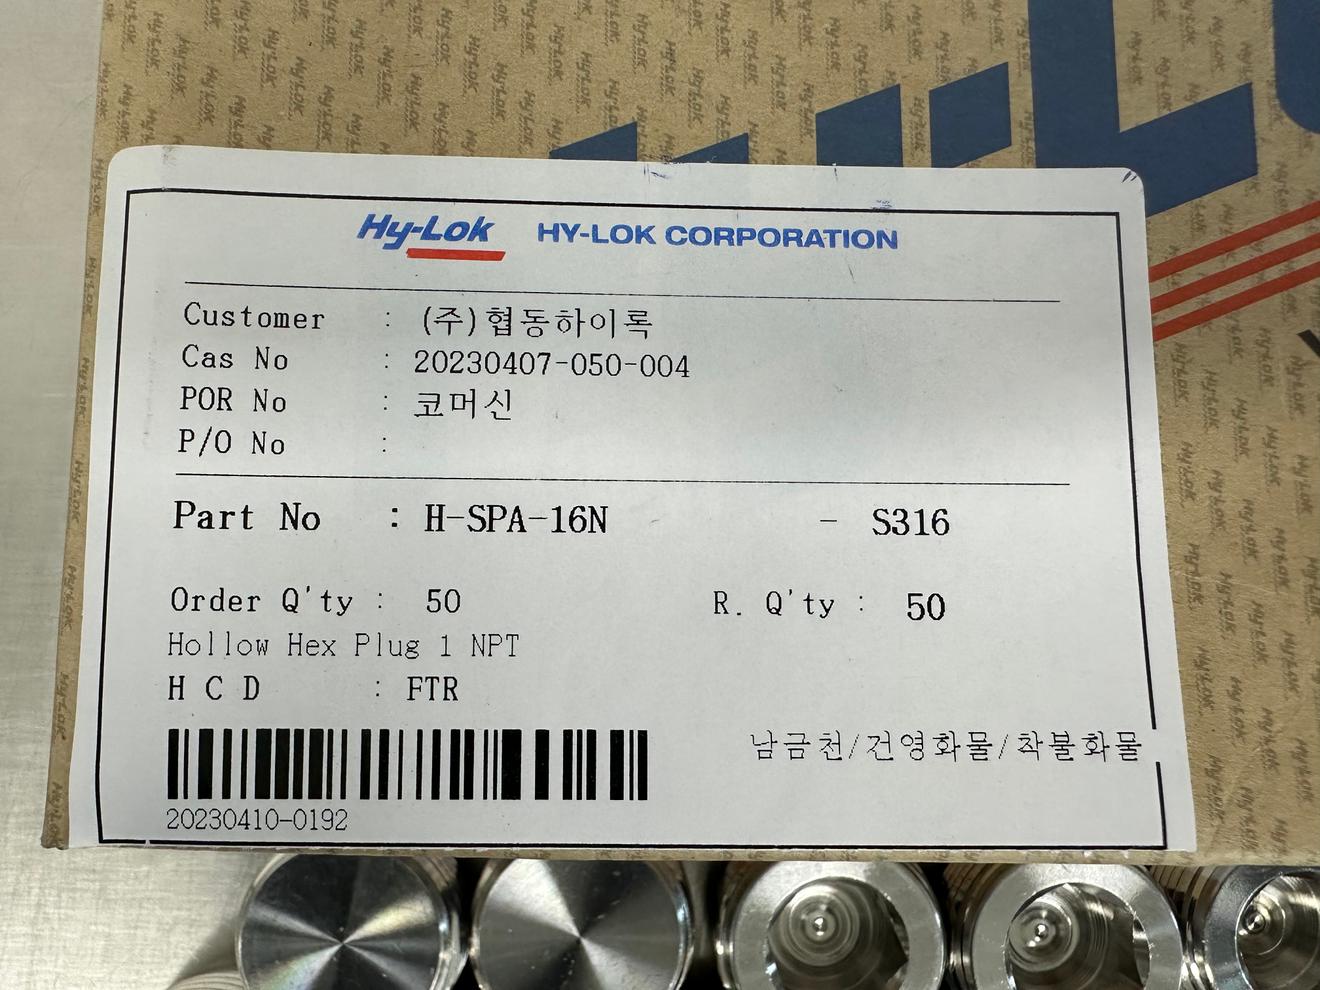 Hy-Lok HY-LOK CORPORATION
Customer : (주)협동하이록
Cas No : 20230407-050-004
POR No : 코머신
P/O No :
Part No : H-SPA-16N - S316
Order Q'ty : 50 R. Q'ty : 50
Hollow Hex Plug 1 NPT
H C D : FTR
남금천/건영화물/착불화물
20230410-0192